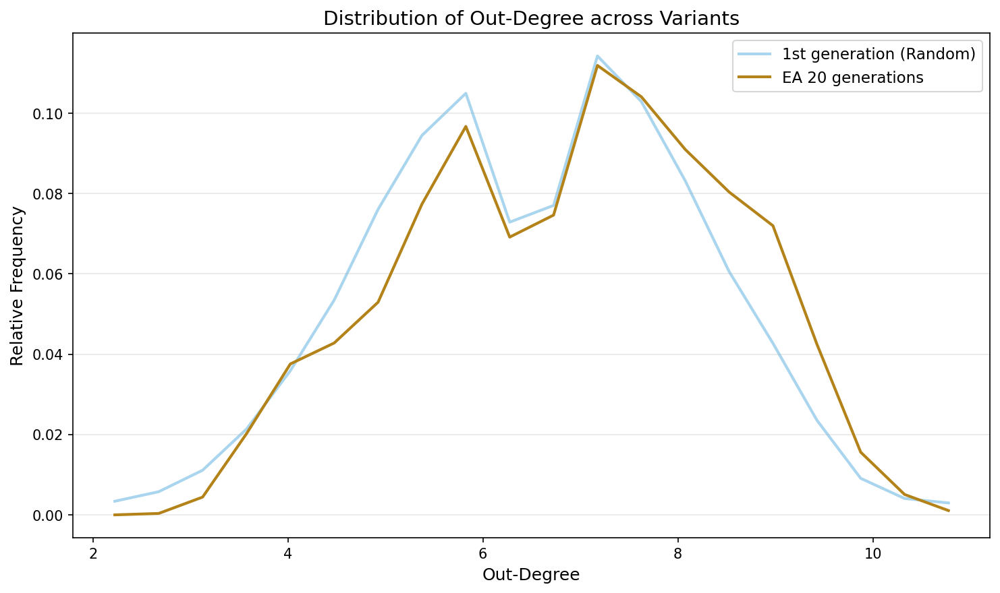 Distribution of Out-Degree across Variants
1st generation (Random)
EA 20 generations
Relative Frequency
0.10
0.08
0.06
0.04
0.02
0.00
2
4
6
8
10
Out-Degree